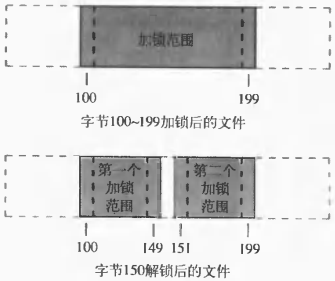 加锁范围
100 199
字节100~199加锁后的文件
第一个 第二个
加锁 加锁
范围 范围
100 149 151 199
字节150解锁后的文件